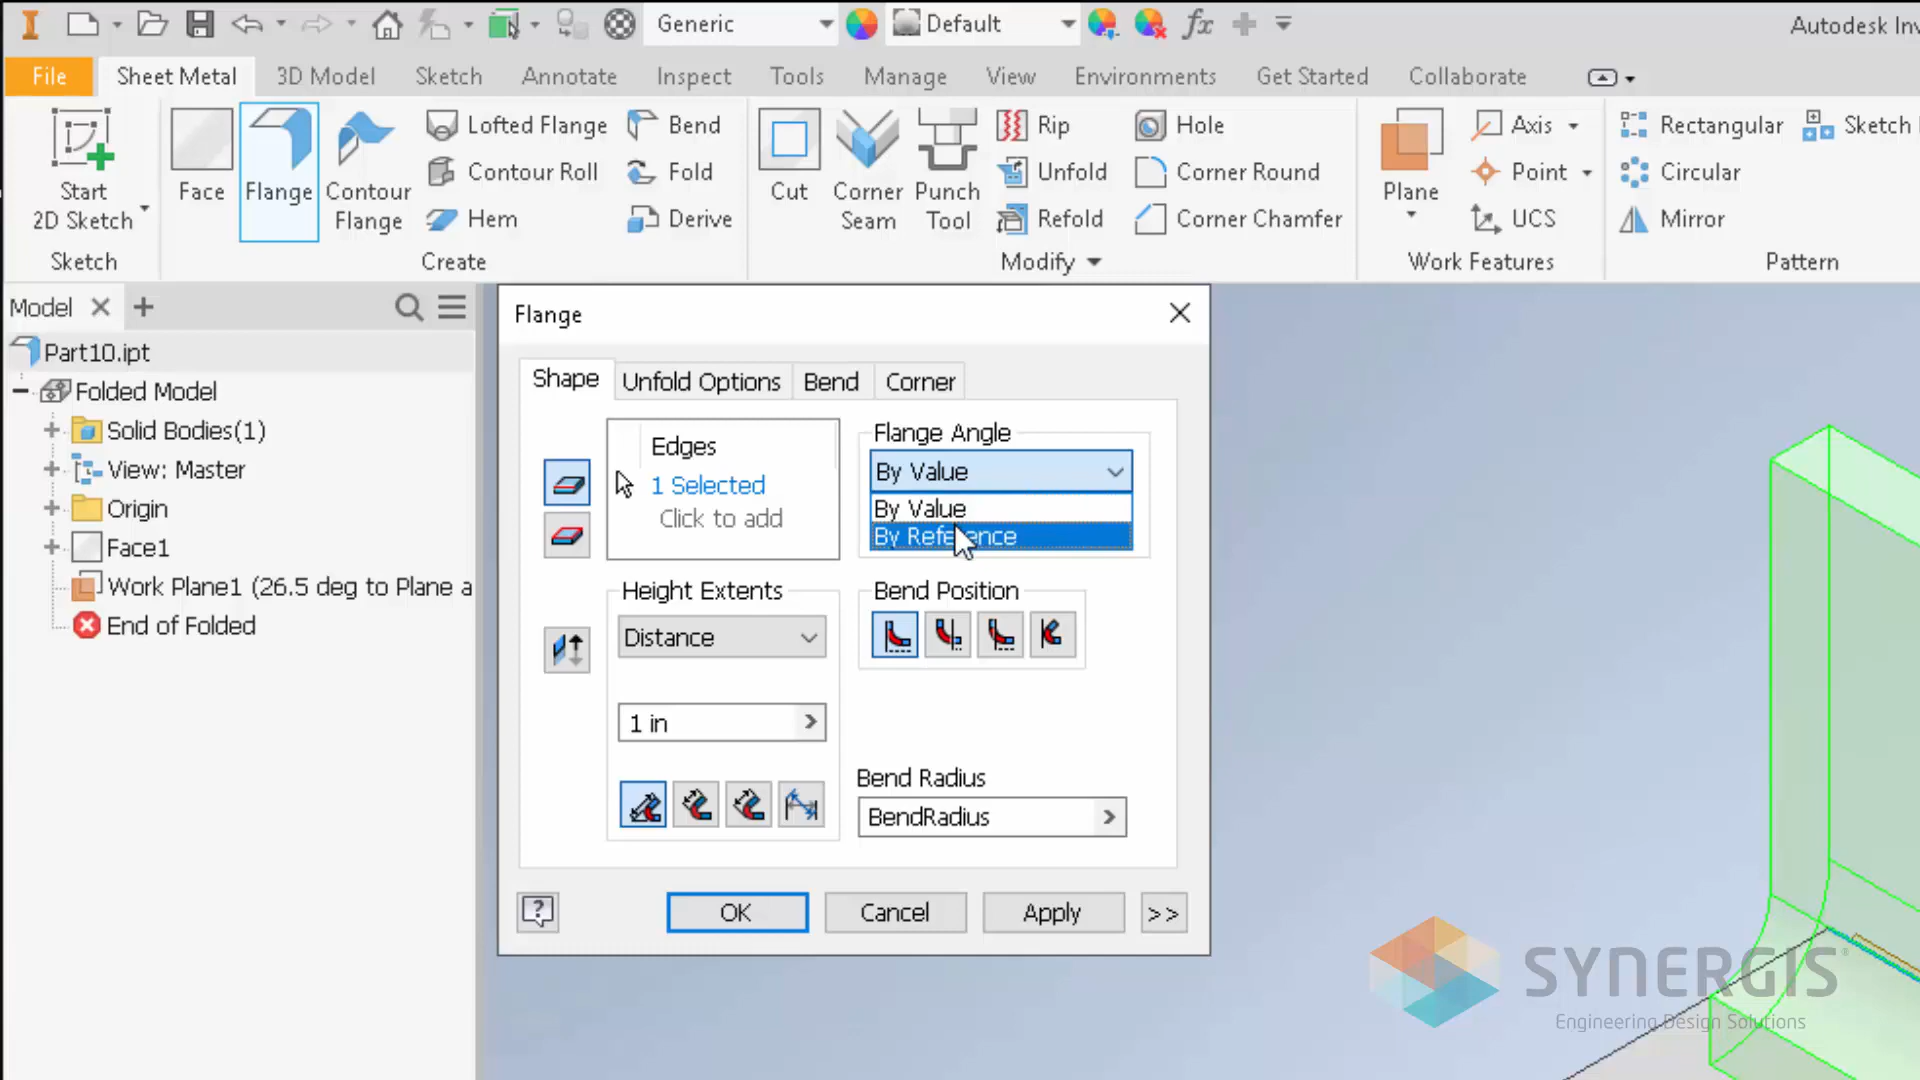 Generic
Default
Autodesk Inv
File
Sheet Metal
3D Model
Sketch
Annotate
Inspect
Tools
Manage
View
Environments
Get Started
Collaborate
Start
2D Sketch
Face
Flange
Contour
Flange
Lofted Flange
Contour Roll
Hem
Bend
Fold
Derive
Cut
Corner
Seam
Punch
Tool
Rip
Unfold
Refold
Hole
Corner Round
Corner Chamfer
Plane
Axis
Point
UCS
Rectangular
Circular
Mirror
Sketch
Sketch
Create
Modify
Work Features
Pattern
Model
Part10.ipt
Folded Model
Solid Bodies(1)
View: Master
Origin
Face1
Work Plane1 (26.5 deg to Plane a
End of Folded
Flange
Shape
Unfold Options
Bend
Corner
Edges
1 Selected
Click to add
Flange Angle
By Value
By Value
By Reference
Height Extents
Distance
1 in
Bend Position
Bend Radius
BendRadius
OK
Cancel
Apply
>>
SYNERGIS®
Engineering Design Solutions